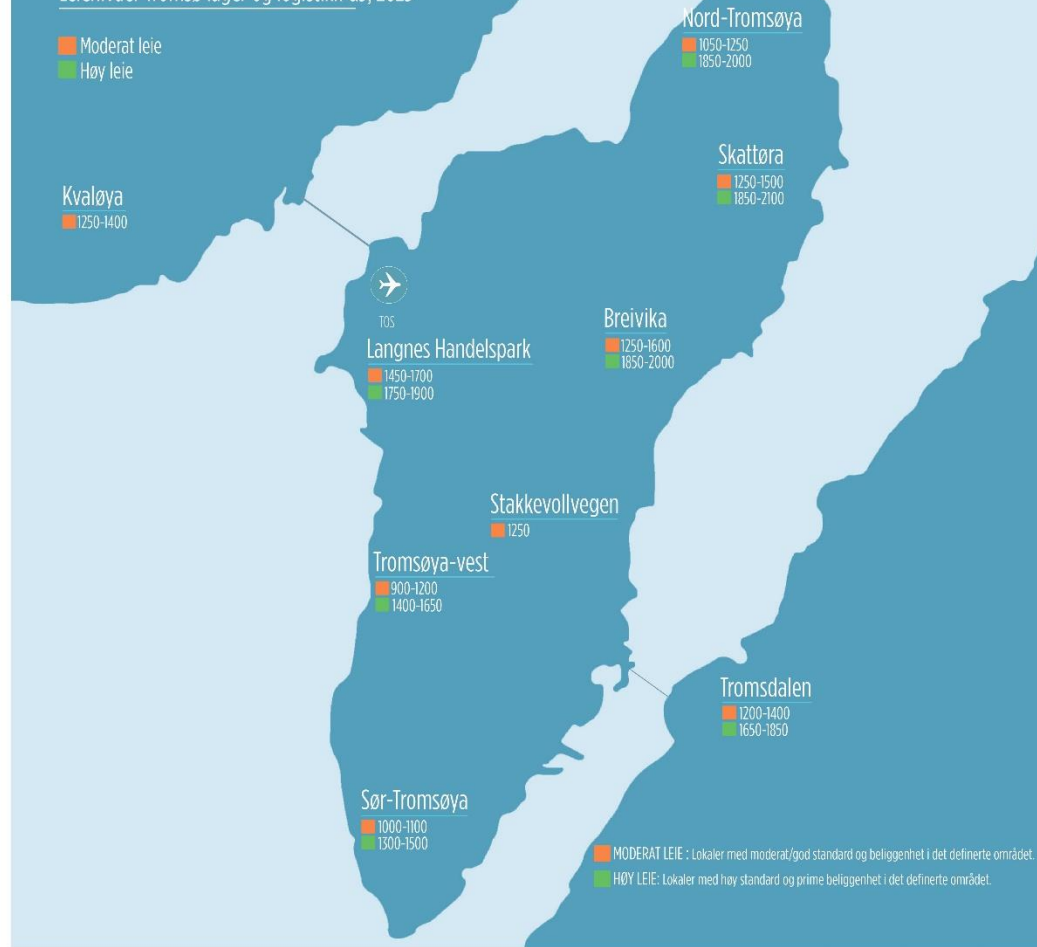 Moderat leie
Høy leie
Nord-Tromsøya
1050-1250
1850-2000
Skattøra
1250-1500
1850-2100
Kvaløya
1250-1400
TOS
Langnes Handelspark
1450-1700
1750-1900
Breivika
1250-1600
1850-2000
Stakkevollvegen
1250
Tromsøya-vest
900-1200
1400-1650
Tromsdalen
1200-1400
1650-1850
Sør-Tromsøya
1000-1100
1300-1500
MODERAT LEIE : Lokaler med moderat/god standard og beliggenhet i det definerte området.
HØY LEIE: Lokaler med høy standard og prime beliggenhet i det definerte området.